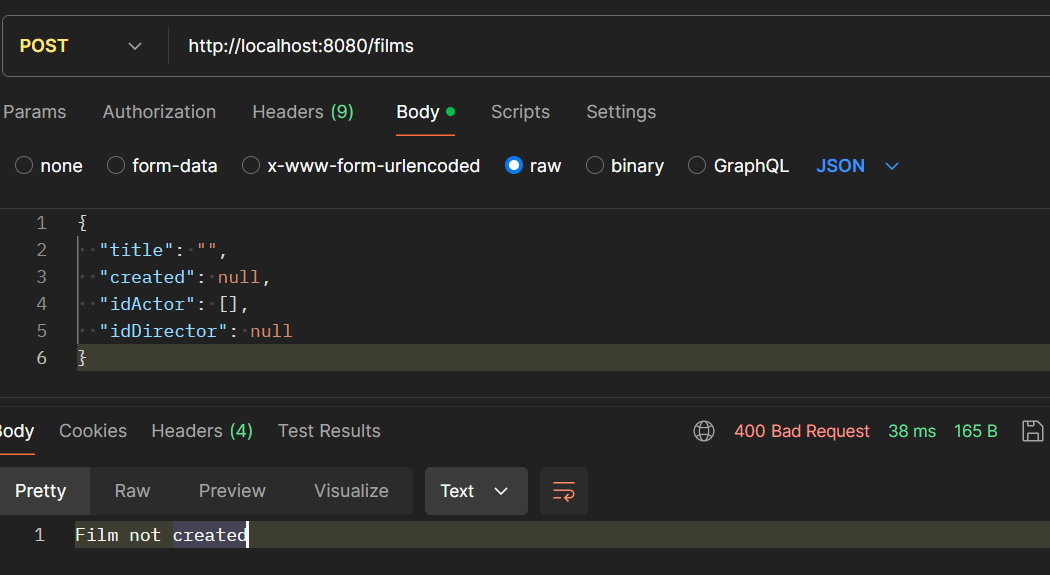 POST http://localhost:8080/films
Params Authorization Headers (9) Body Scripts Settings
none form-data x-www-form-urlencoded raw binary GraphQL JSON
1 {
2 "title": "",
3 "created": null,
4 "idActor": [],
5 "idDirector": null
6 }
Body Cookies Headers (4) Test Results 400 Bad Request 38 ms 165 B
Pretty Raw Preview Visualize Text
1 Film not created